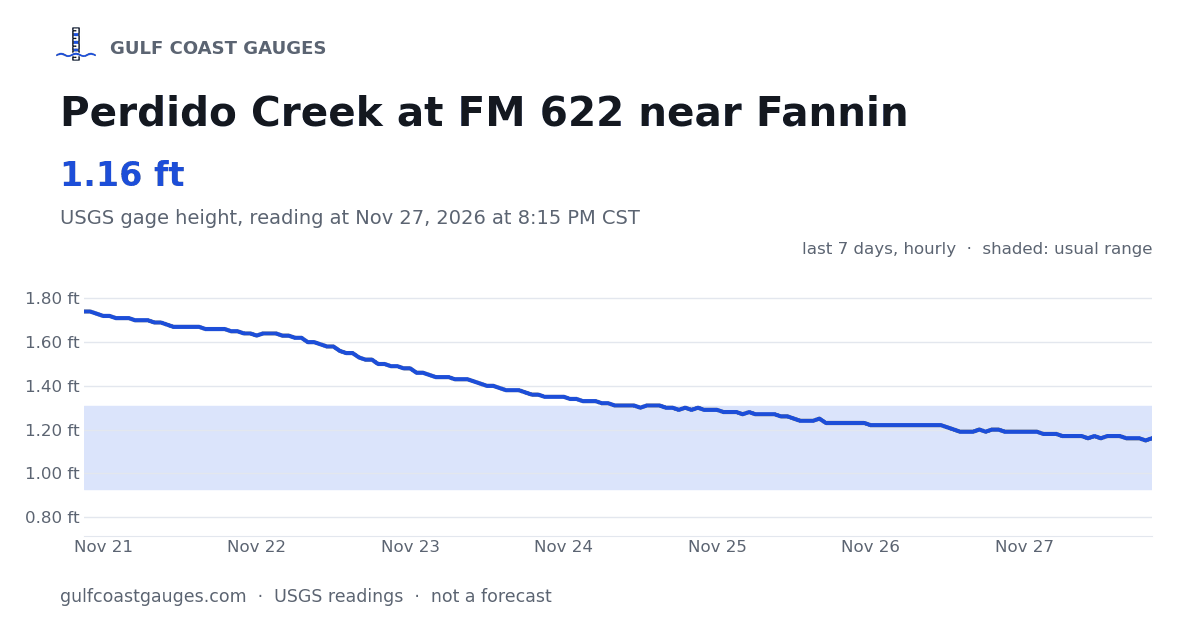 GULF COAST GAUGES
Perdido Creek at FM 622 near Fannin
1.16 ft
USGS gage height, reading at Nov 27, 2026 at 8:15 PM CST
last 7 days, hourly · shaded: usual range
1.80 ft
1.60 ft
1.40 ft
1.20 ft
1.00 ft
0.80 ft
Nov 21 Nov 22 Nov 23 Nov 24 Nov 25 Nov 26 Nov 27
gulfcoastgauges.com · USGS readings · not a forecast